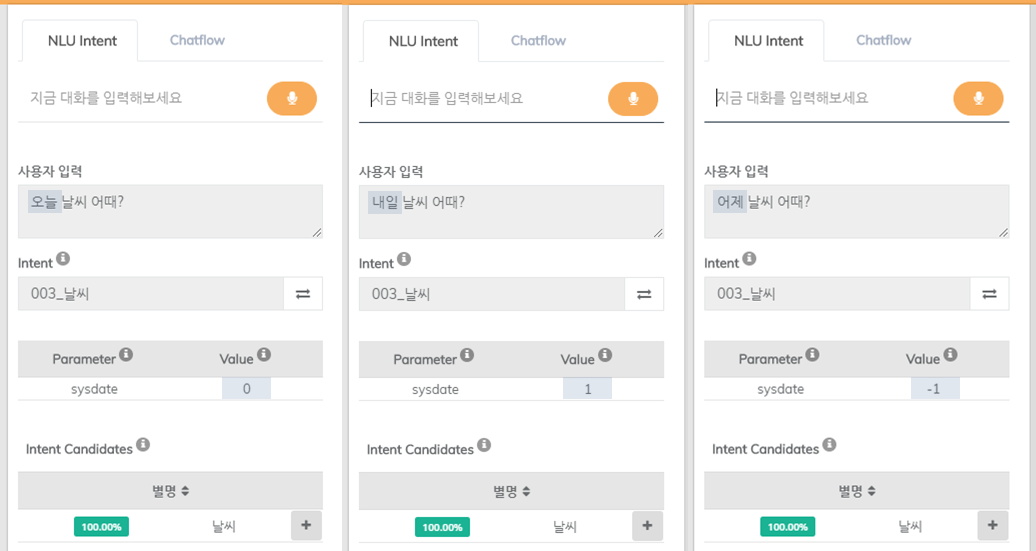 NLU Intent Chatflow
지금 대화를 입력해보세요
사용자 입력
오늘 날씨 어때?
Intent
003_날씨
Parameter Value
sysdate 0
Intent Candidates
별명
100.00% 날씨
NLU Intent Chatflow
지금 대화를 입력해보세요
사용자 입력
내일 날씨 어때?
Intent
003_날씨
Parameter Value
sysdate 1
Intent Candidates
별명
100.00% 날씨
NLU Intent Chatflow
지금 대화를 입력해보세요
사용자 입력
어제 날씨 어때?
Intent
003_날씨
Parameter Value
sysdate -1
Intent Candidates
별명
100.00% 날씨